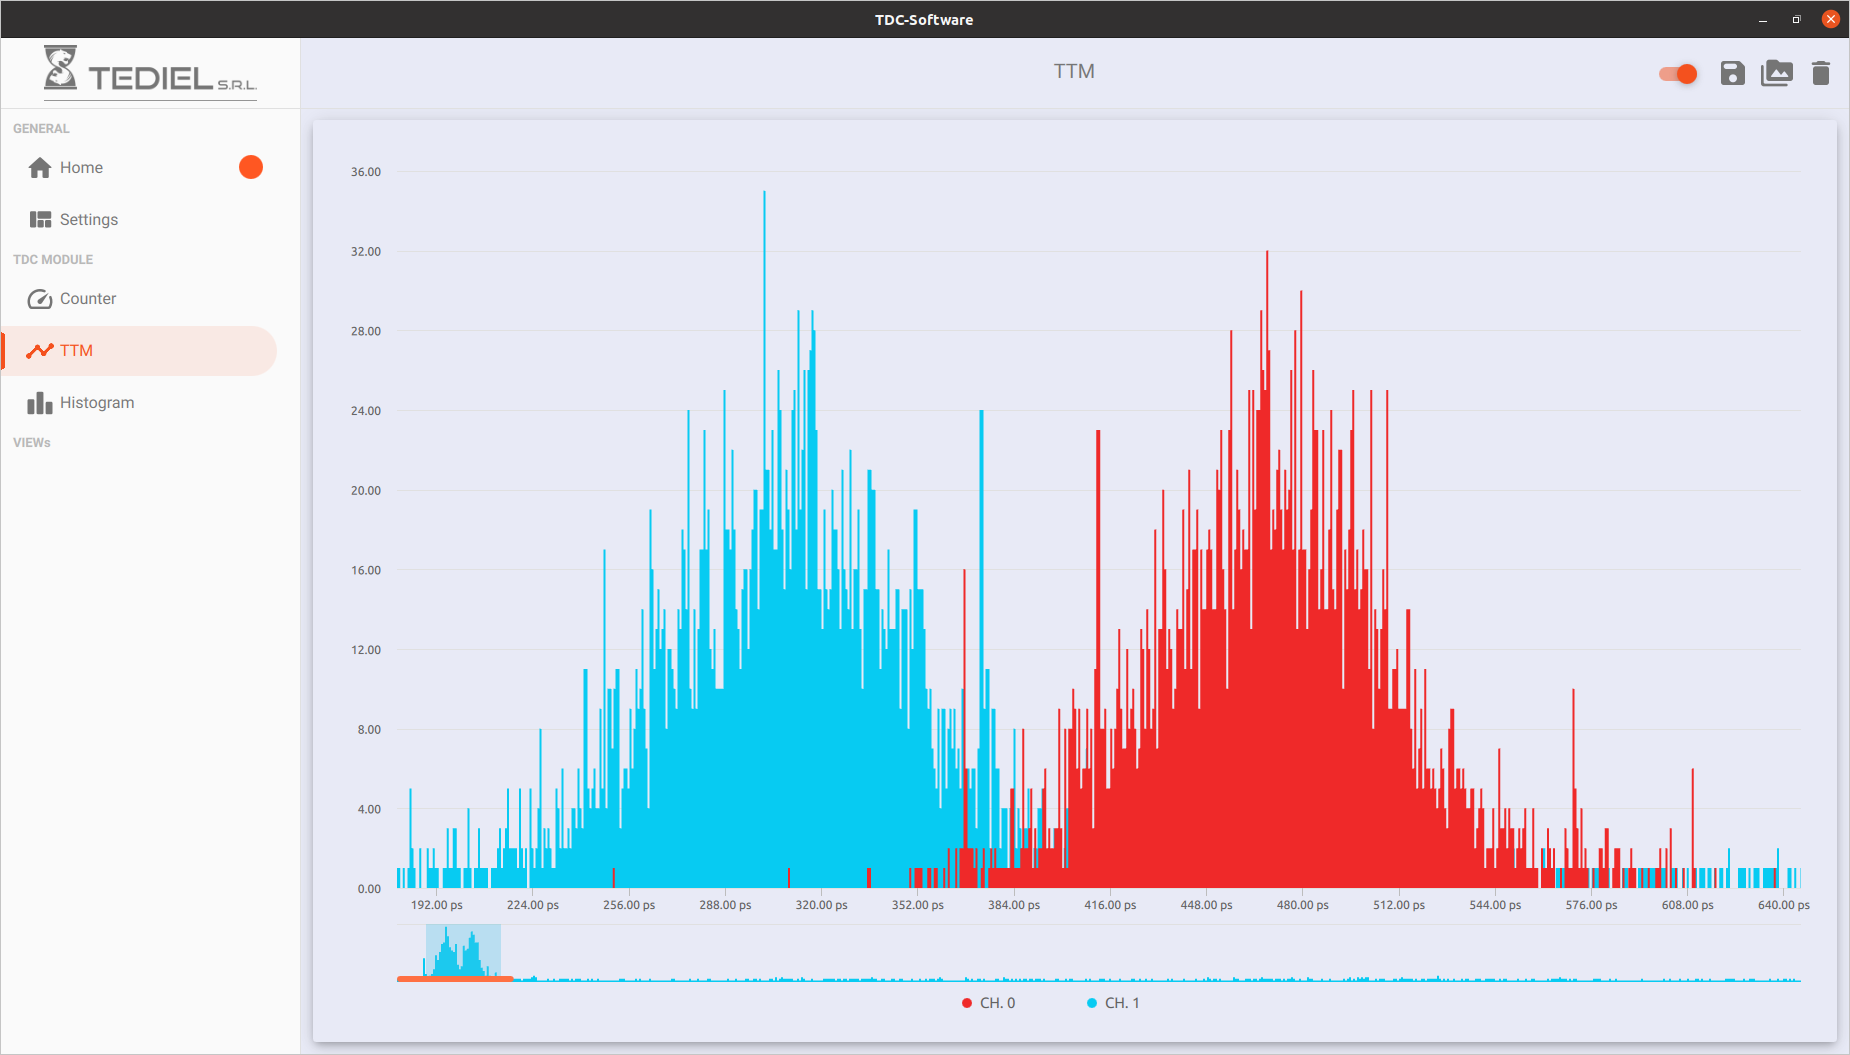 TDC-Software
TEDIEL S.R.L.
TTM
GENERAL
Home
Settings
TDC MODULE
Counter
TTM
Histogram
VIEWs
36.00
32.00
28.00
24.00
20.00
16.00
12.00
8.00
4.00
0.00
192.00 ps 224.00 ps 256.00 ps 288.00 ps 320.00 ps 352.00 ps 384.00 ps 416.00 ps 448.00 ps 480.00 ps 512.00 ps 544.00 ps 576.00 ps 608.00 ps 640.00 ps
CH. 0 CH. 1